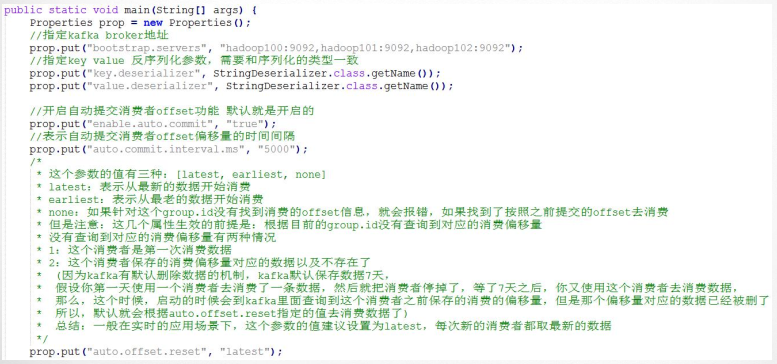 public static void main(String[] args) {
Properties prop = new Properties();
//指定kafka broker地址
prop.put("bootstrap.servers", "hadoop100:9092,hadoop101:9092,hadoop102:9092");
//指定key value 反序列化参数，需要和序列化的类型一致
prop.put("key.deserializer", StringDeserializer.class.getName());
prop.put("value.deserializer", StringDeserializer.class.getName());
//开启自动提交消费者offset功能 默认就是开启的
prop.put("enable.auto.commit", "true");
//表示自动提交消费者offset偏移量的时间间隔
prop.put("auto.commit.interval.ms", "5000");
/*
* 这个参数的值有三种：[latest, earliest, none]
* latest：表示从最新的数据开始消费
* earliest：表示从最老的数据开始消费
* none：如果针对这个group.id没有找到消费的offset信息，就会报错，如果找到了按照之前提交的offset去消费
* 但是注意：这几个属性生效的前提是：根据目前的group.id没有查询到对应的消费偏移量
* 没有查询到对应的消费偏移量有两种情况
* 1：这个消费者是第一次消费数据
* 2：这个消费者保存的消费偏移量对应的数据以及不存在了
* (因为kafka有默认删除数据的机制，kafka默认保存数据7天，
* 假设你第一天使用一个消费者去消费了一条数据，然后就把消费者停掉了，等了7天之后，你又使用这个消费者去消费数据，
* 那么，这个时候，启动的时候会到kafka里面查询到这个消费者之前保存的消费的偏移量，但是那个偏移量对应的数据已经被删了
* 所以，默认就会根据auto.offset.reset指定的值去消费数据了)
* 总结：一般在实时的应用场景下，这个参数的值建议设置为latest，每次新的消费者都取最新的数据
*/
prop.put("auto.offset.reset", "latest");